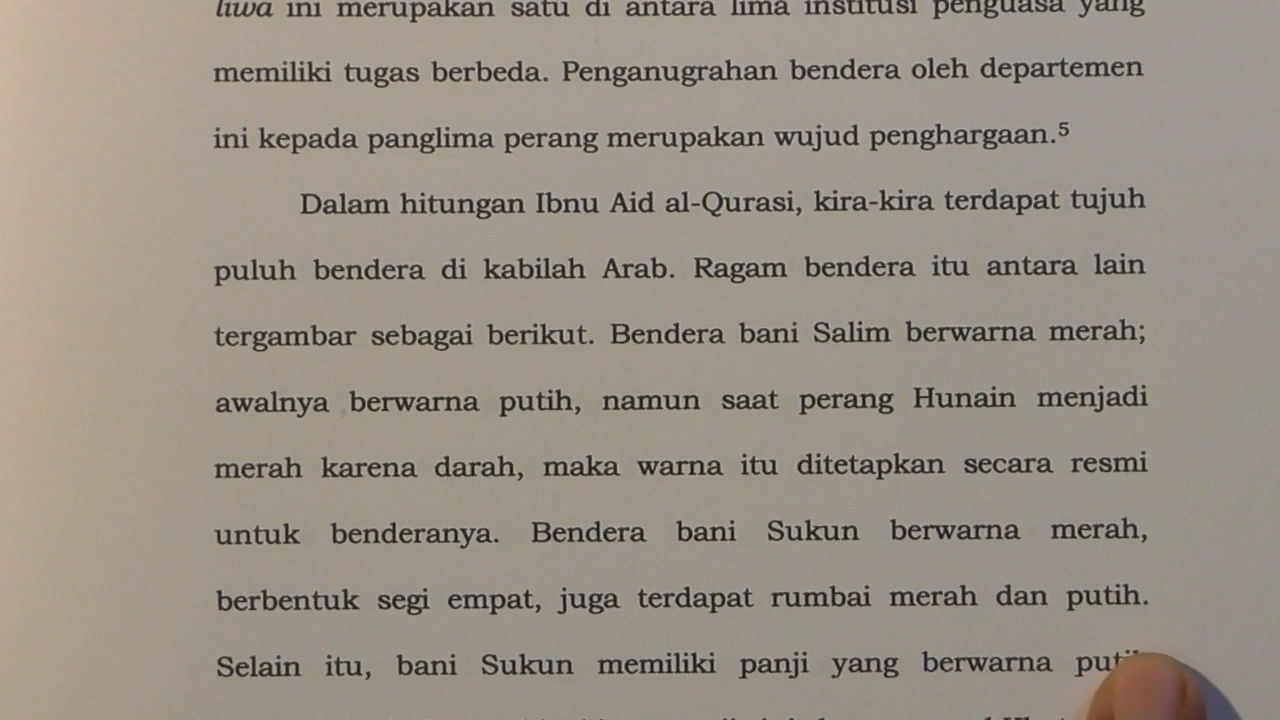 liwa ini merupakan satu di antara lima institusi penguasa yang
memiliki tugas berbeda. Penganugrahan bendera oleh departemen
ini kepada panglima perang merupakan wujud penghargaan.⁵
Dalam hitungan Ibnu Aid al-Qurasi, kira-kira terdapat tujuh
puluh bendera di kabilah Arab. Ragam bendera itu antara lain
tergambar sebagai berikut. Bendera bani Salim berwarna merah;
awalnya berwarna putih, namun saat perang Hunain menjadi
merah karena darah, maka warna itu ditetapkan secara resmi
untuk benderanya. Bendera bani Sukun berwarna merah,
berbentuk segi empat, juga terdapat rumbai merah dan putih.
Selain itu, bani Sukun memiliki panji yang berwarna putih